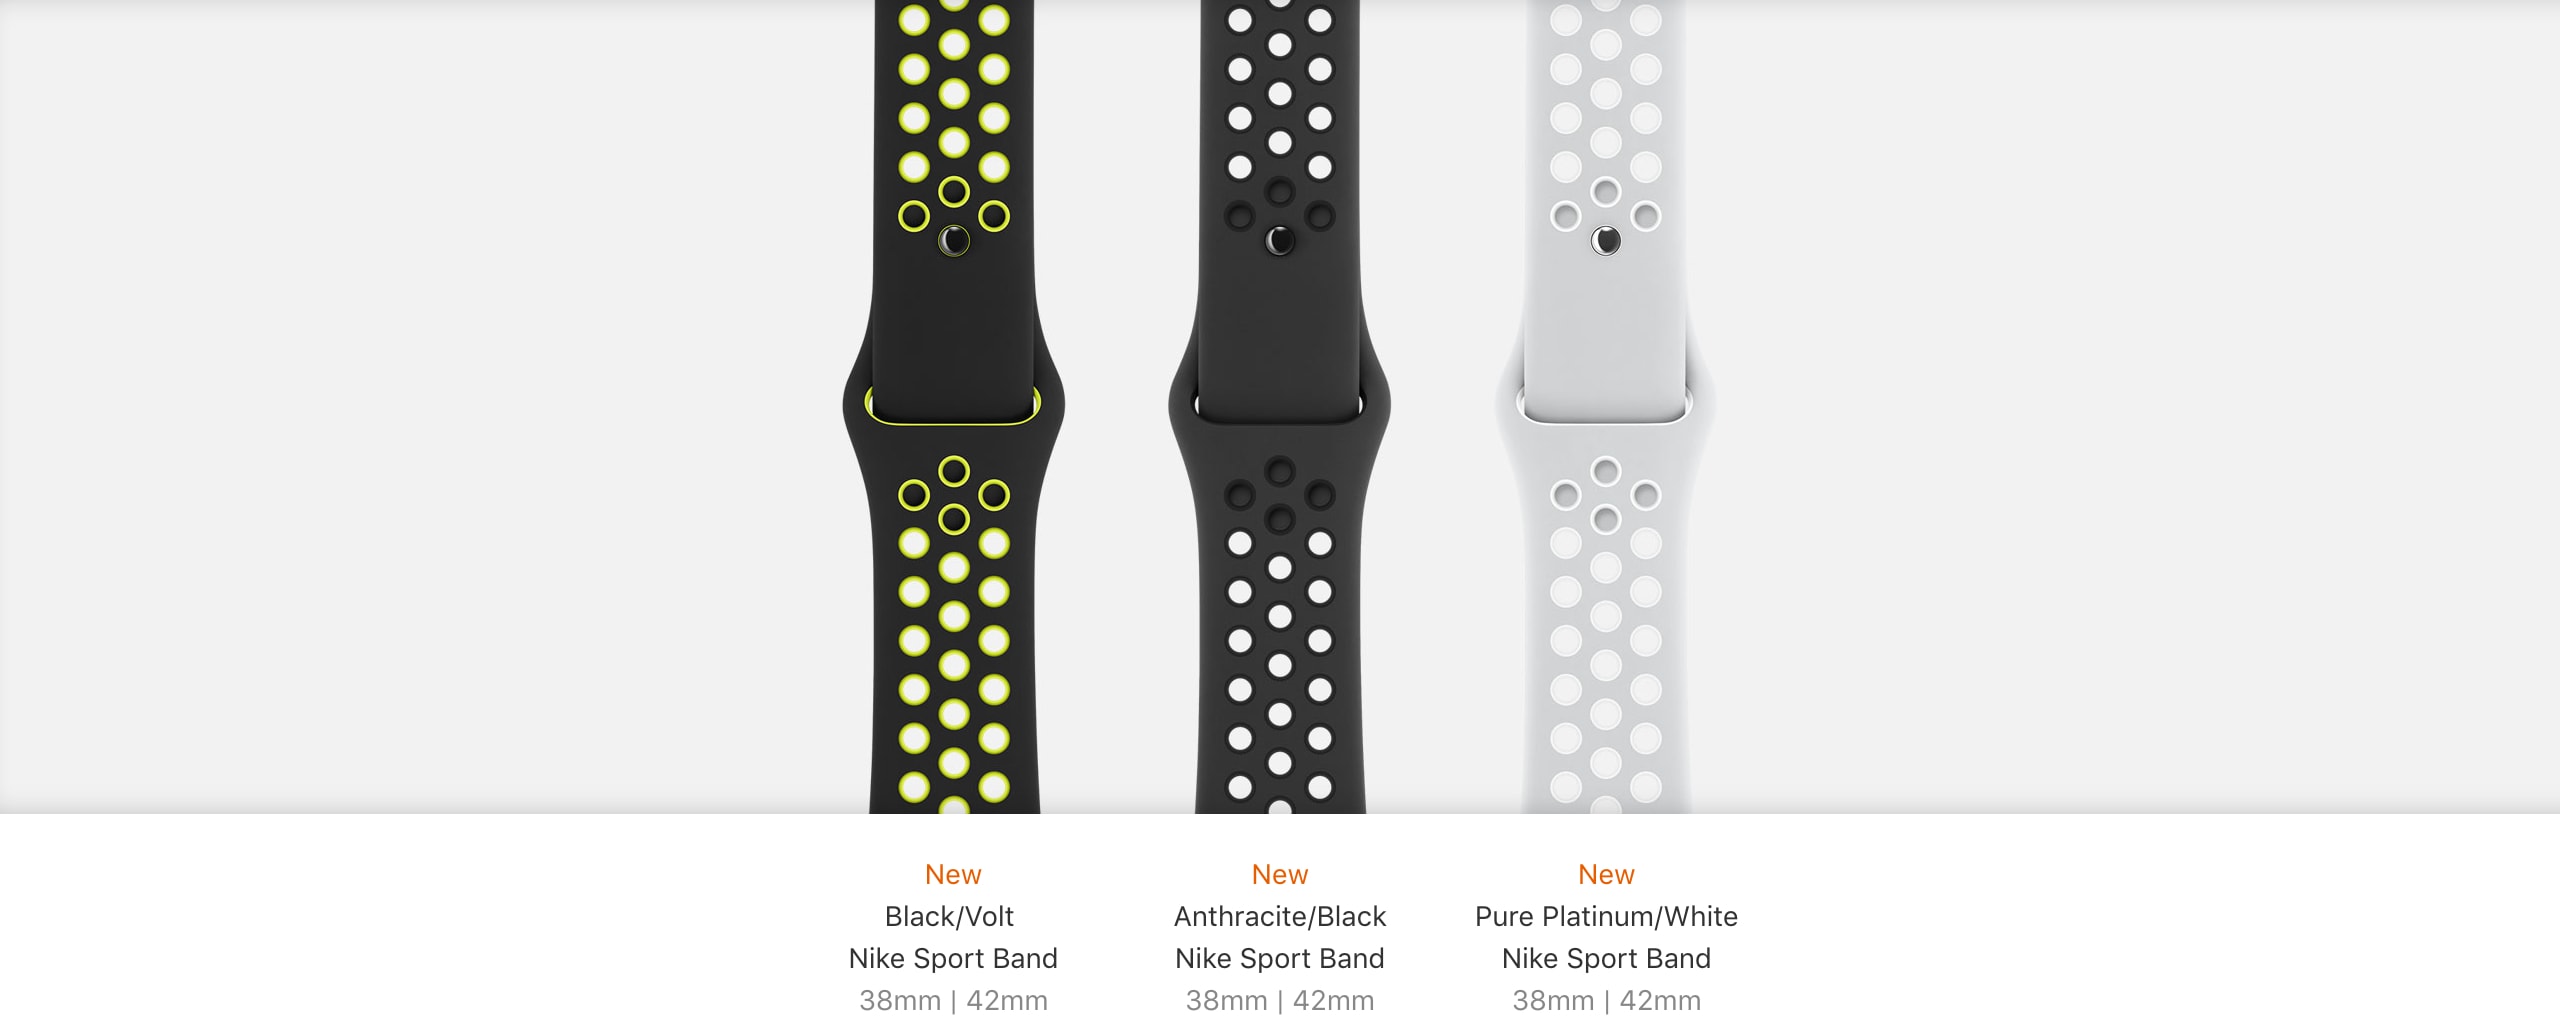 New
Black/Volt
Nike Sport Band
38mm | 42mm
New
Anthracite/Black
Nike Sport Band
38mm | 42mm
New
Pure Platinum/White
Nike Sport Band
38mm | 42mm